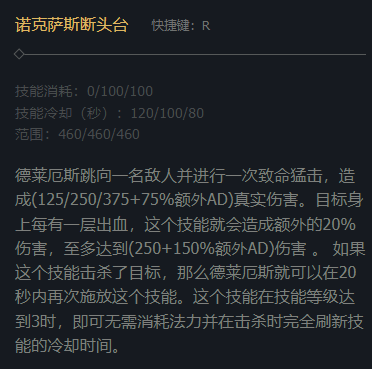 诺克萨斯断头台 快捷键：R
技能消耗：0/100/100
技能冷却（秒）：120/100/80
范围：460/460/460
德莱厄斯跳向一名敌人并进行一次致命猛击，造
成(125/250/375+75%额外AD)真实伤害。目标身
上每有一层出血，这个技能就会造成额外的20%
伤害，至多达到(250+150%额外AD)伤害 。 如果
这个技能击杀了目标，那么德莱厄斯就可以在20
秒内再次施放这个技能。这个技能在技能等级达
到3时，即可无需消耗法力并在击杀时完全刷新技
能的冷却时间。